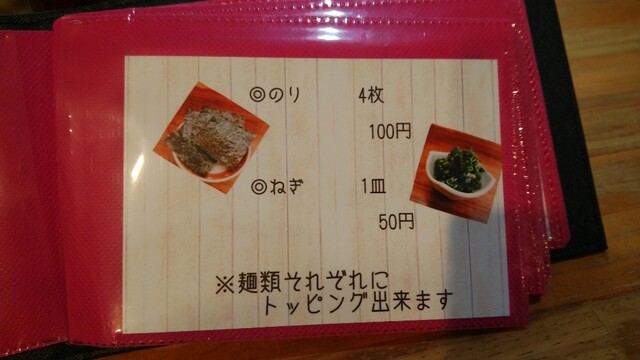 ◎のり 4枚
100円
◎ねぎ 1皿
50円
※麺類それぞれに
トッピング出来ます